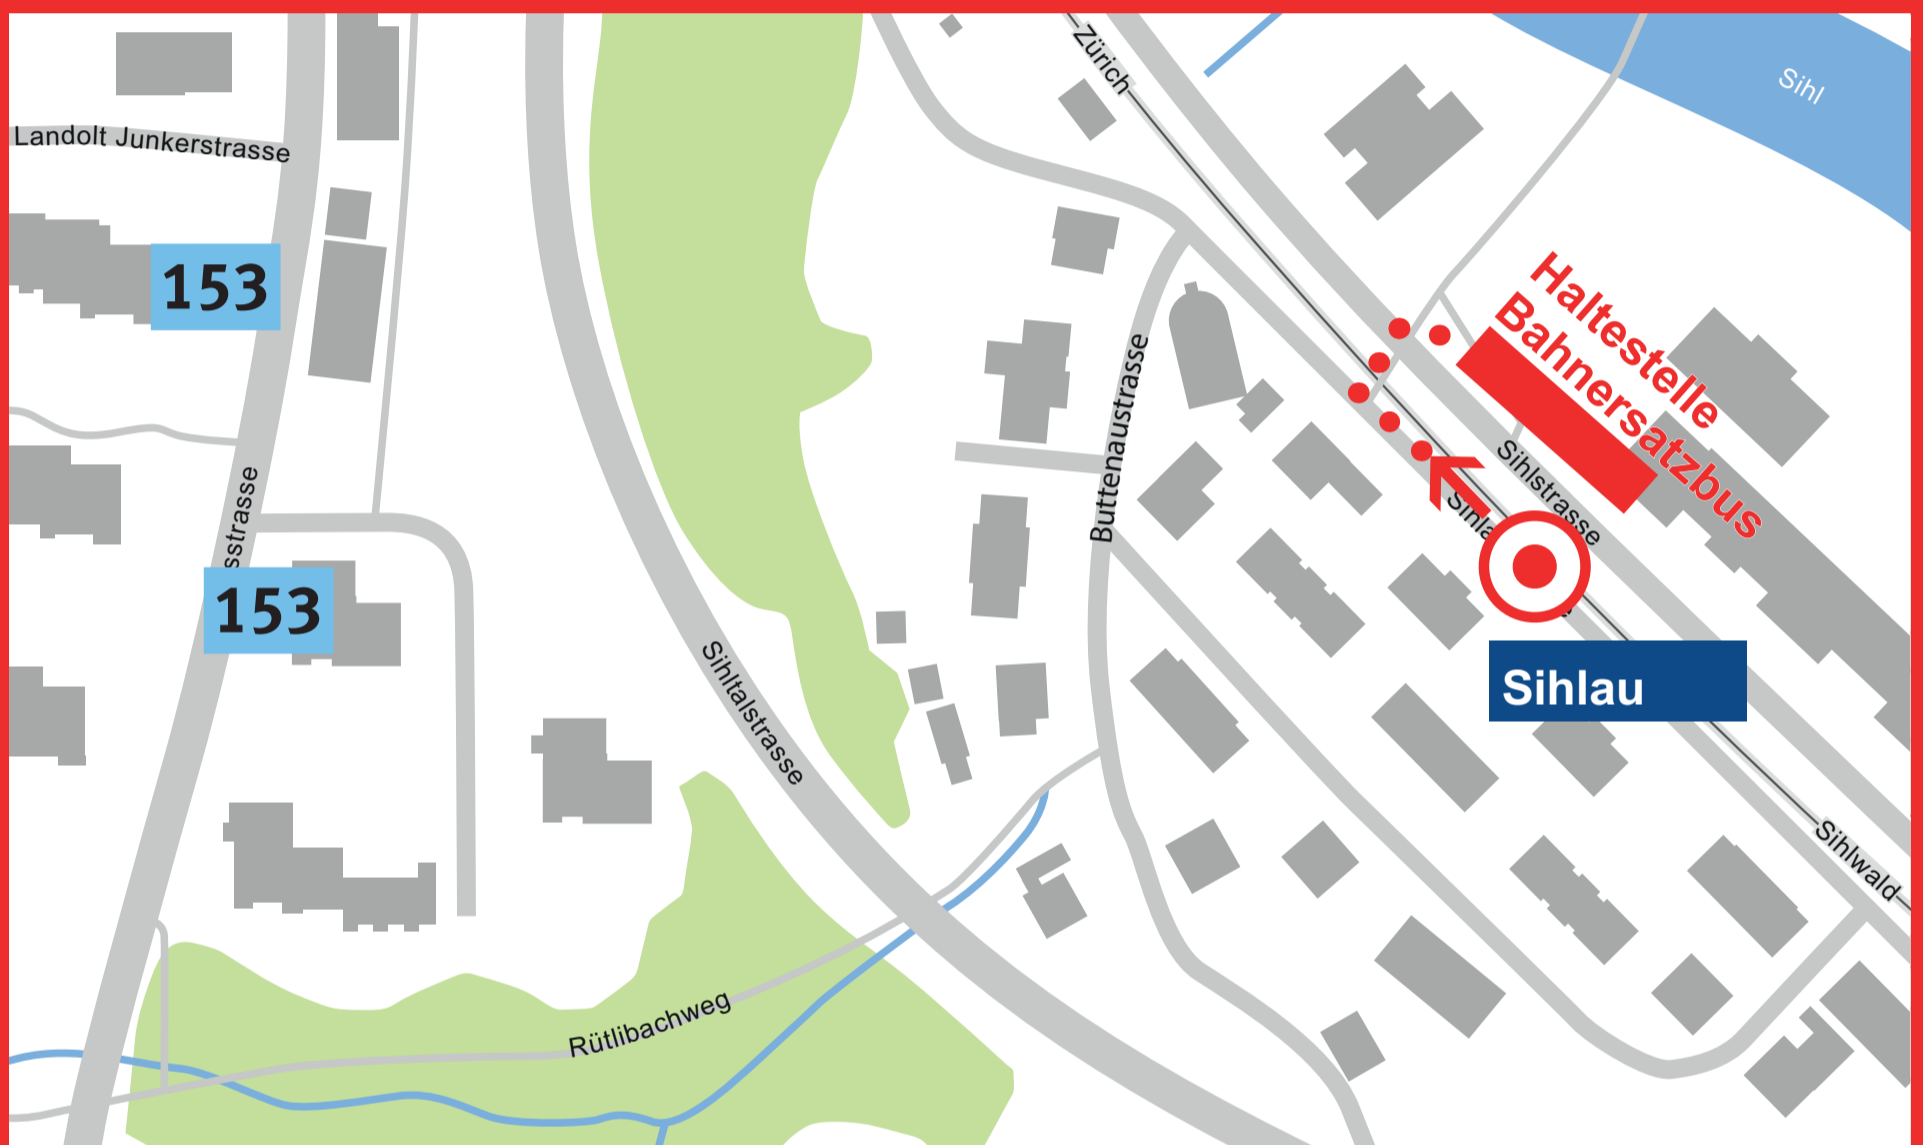 Zürich
Sihl
Landolt Junkerstrasse
153
Haltestelle
Bahnersatzbus
Buttenaustrasse
Sihlstrasse
sstrasse
153
Sihltalstrasse
Sihlau
Sihlwald
Rütlibachweg